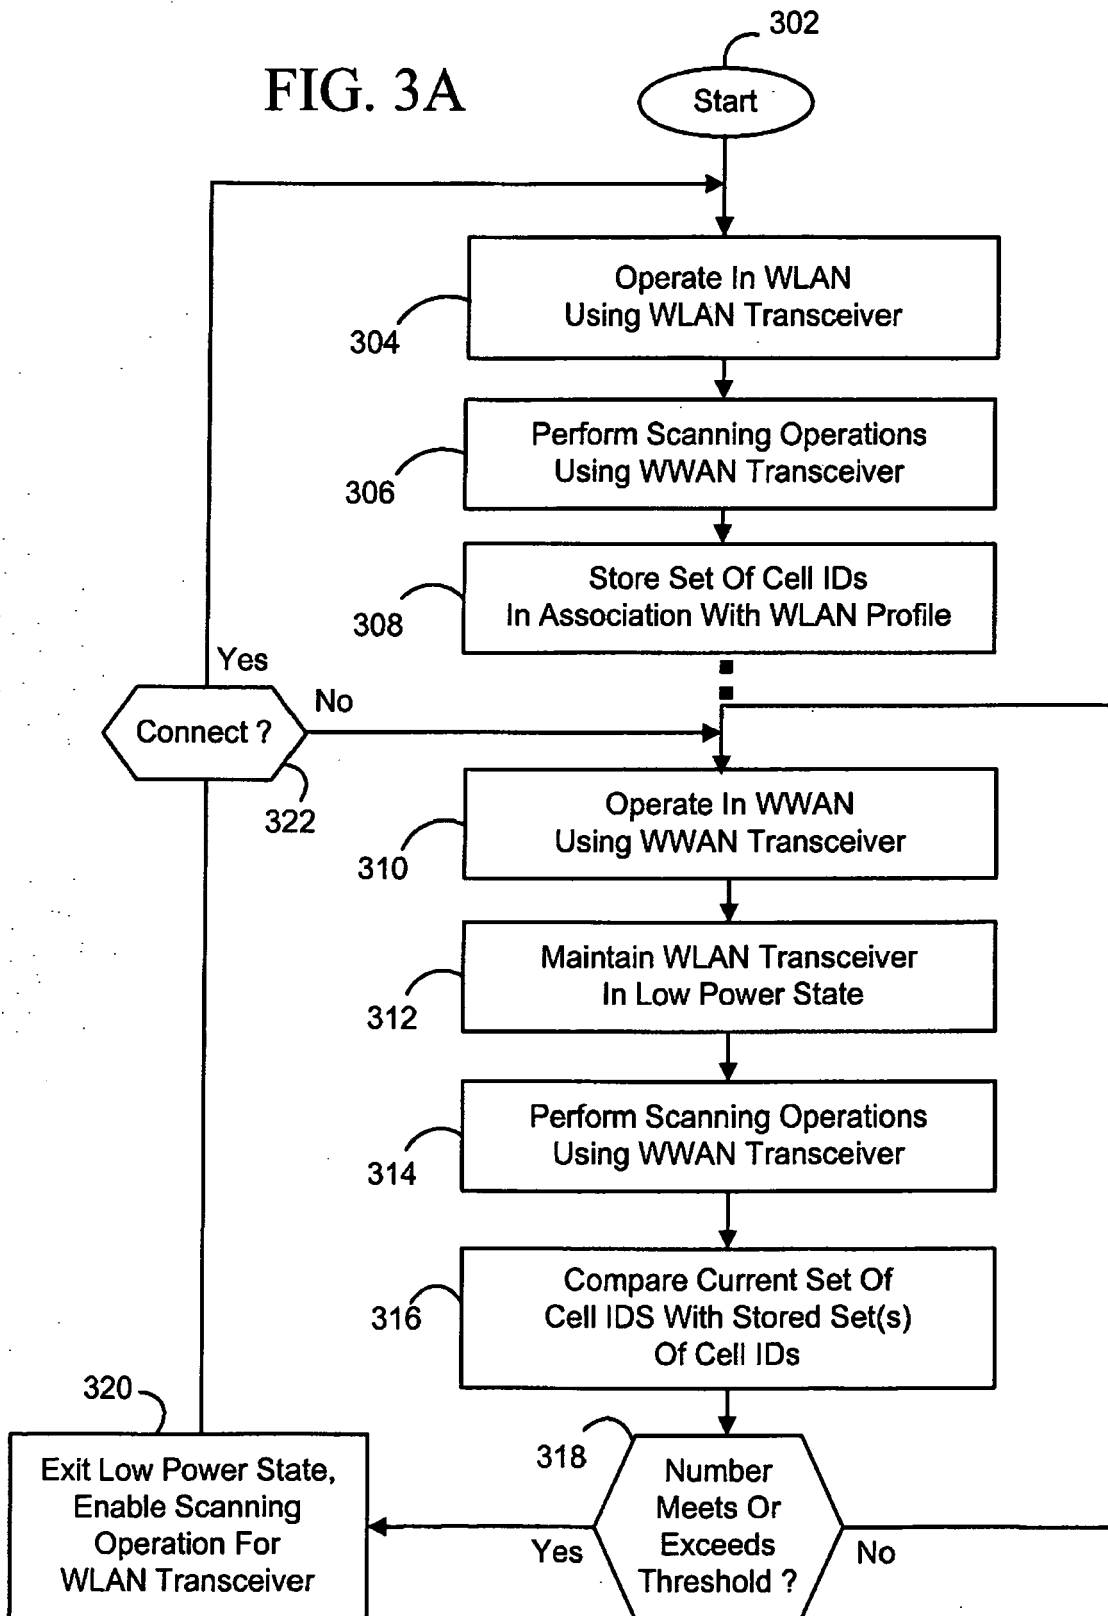 302
FIG. 3A
Start
Operate In WLAN
Using WLAN Transceiver
304
Perform Scanning Operations
Using WWAN Transceiver
306
Store Set Of Cell IDs
In Association With WLAN Profile
308
Yes
No
Connect ?
322
Operate In WWAN
Using WWAN Transceiver
310
Maintain WLAN Transceiver
In Low Power State
312
Perform Scanning Operations
Using WWAN Transceiver
314
Compare Current Set Of
Cell IDS With Stored Set(s)
Of Cell IDs
316
320
318
Number
Meets Or
Exceeds
Threshold ?
Yes
No
Exit Low Power State,
Enable Scanning
Operation For
WLAN Transceiver